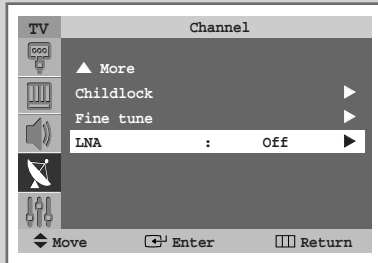 TV Channel
▲ More
Childlock ▶
Fine tune ▶
LNA : Off ▶
Move Enter Return